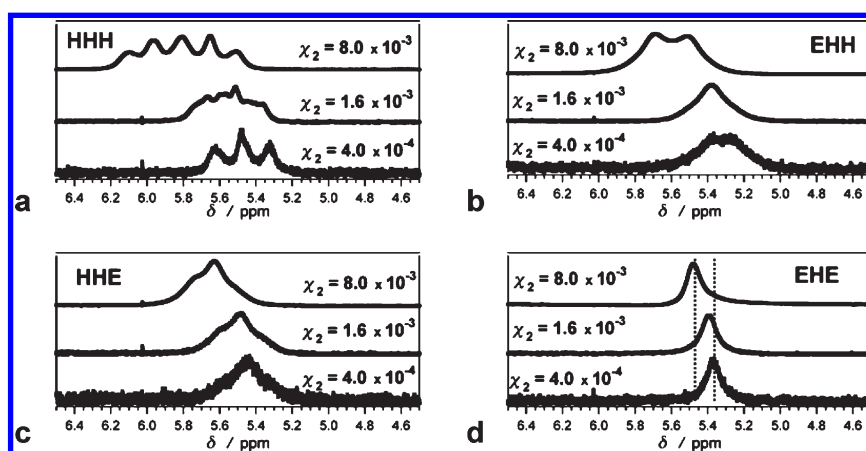 HHH
χ₂ = 8.0 x 10⁻³
χ₂ = 1.6 x 10⁻³
χ₂ = 4.0 x 10⁻⁴
6.4 6.2 6.0 5.8 5.6 5.4 5.2 5.0 4.8 4.6
δ / ppm
a
EHH
χ₂ = 8.0 x 10⁻³
χ₂ = 1.6 x 10⁻³
χ₂ = 4.0 x 10⁻⁴
6.4 6.2 6.0 5.8 5.6 5.4 5.2 5.0 4.8 4.6
δ / ppm
b
HHE
χ₂ = 8.0 x 10⁻³
χ₂ = 1.6 x 10⁻³
χ₂ = 4.0 x 10⁻⁴
6.4 6.2 6.0 5.8 5.6 5.4 5.2 5.0 4.8 4.6
δ / ppm
c
EHE
χ₂ = 8.0 x 10⁻³
χ₂ = 1.6 x 10⁻³
χ₂ = 4.0 x 10⁻⁴
6.4 6.2 6.0 5.8 5.6 5.4 5.2 5.0 4.8 4.6
δ / ppm
d